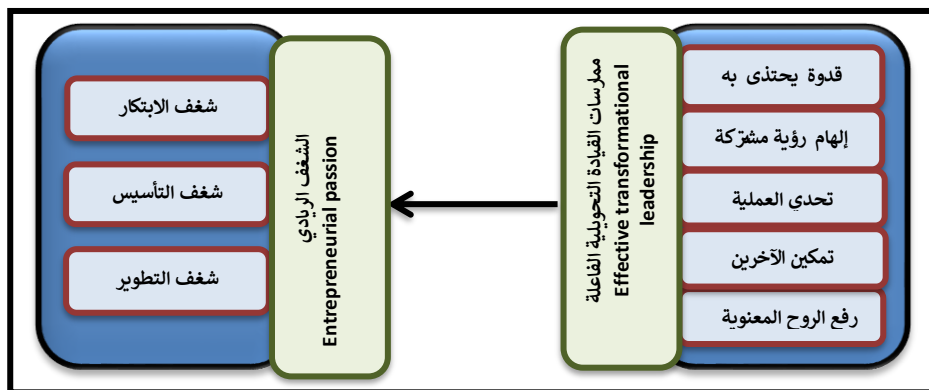 قدوة يحتذى به
إلهام رؤية مشتركة
تحدي العملية
تمكين الآخرين
رفع الروح المعنوية
ممارسات القيادة التحويلية الفاعلة
Effective transformational
leadership
الشغف الريادي
Entrepreneurial passion
شغف الابتكار
شغف التأسيس
شغف التطوير